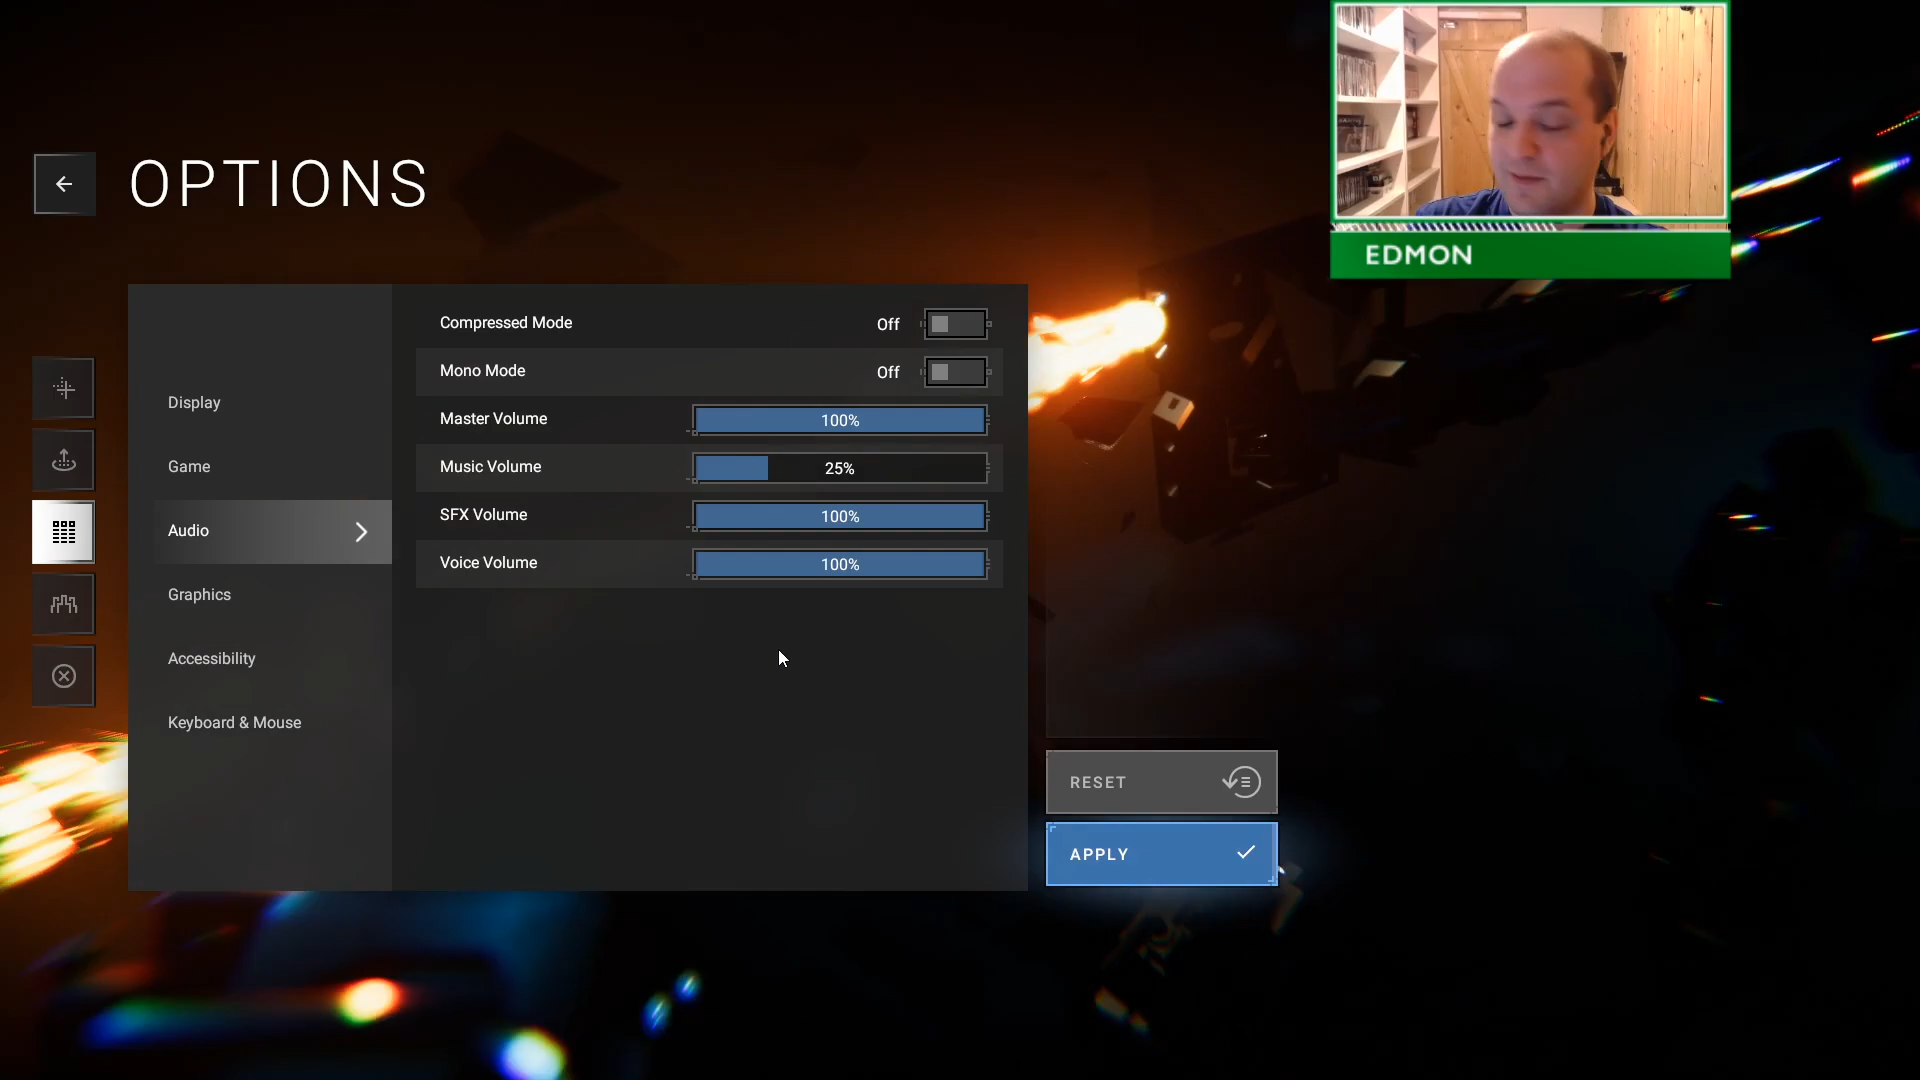 OPTIONS
EDMON
Display
Game
Audio
Graphics
Accessibility
Keyboard & Mouse
Compressed Mode Off
Mono Mode Off
Master Volume 100%
Music Volume 25%
SFX Volume 100%
Voice Volume 100%
RESET
APPLY